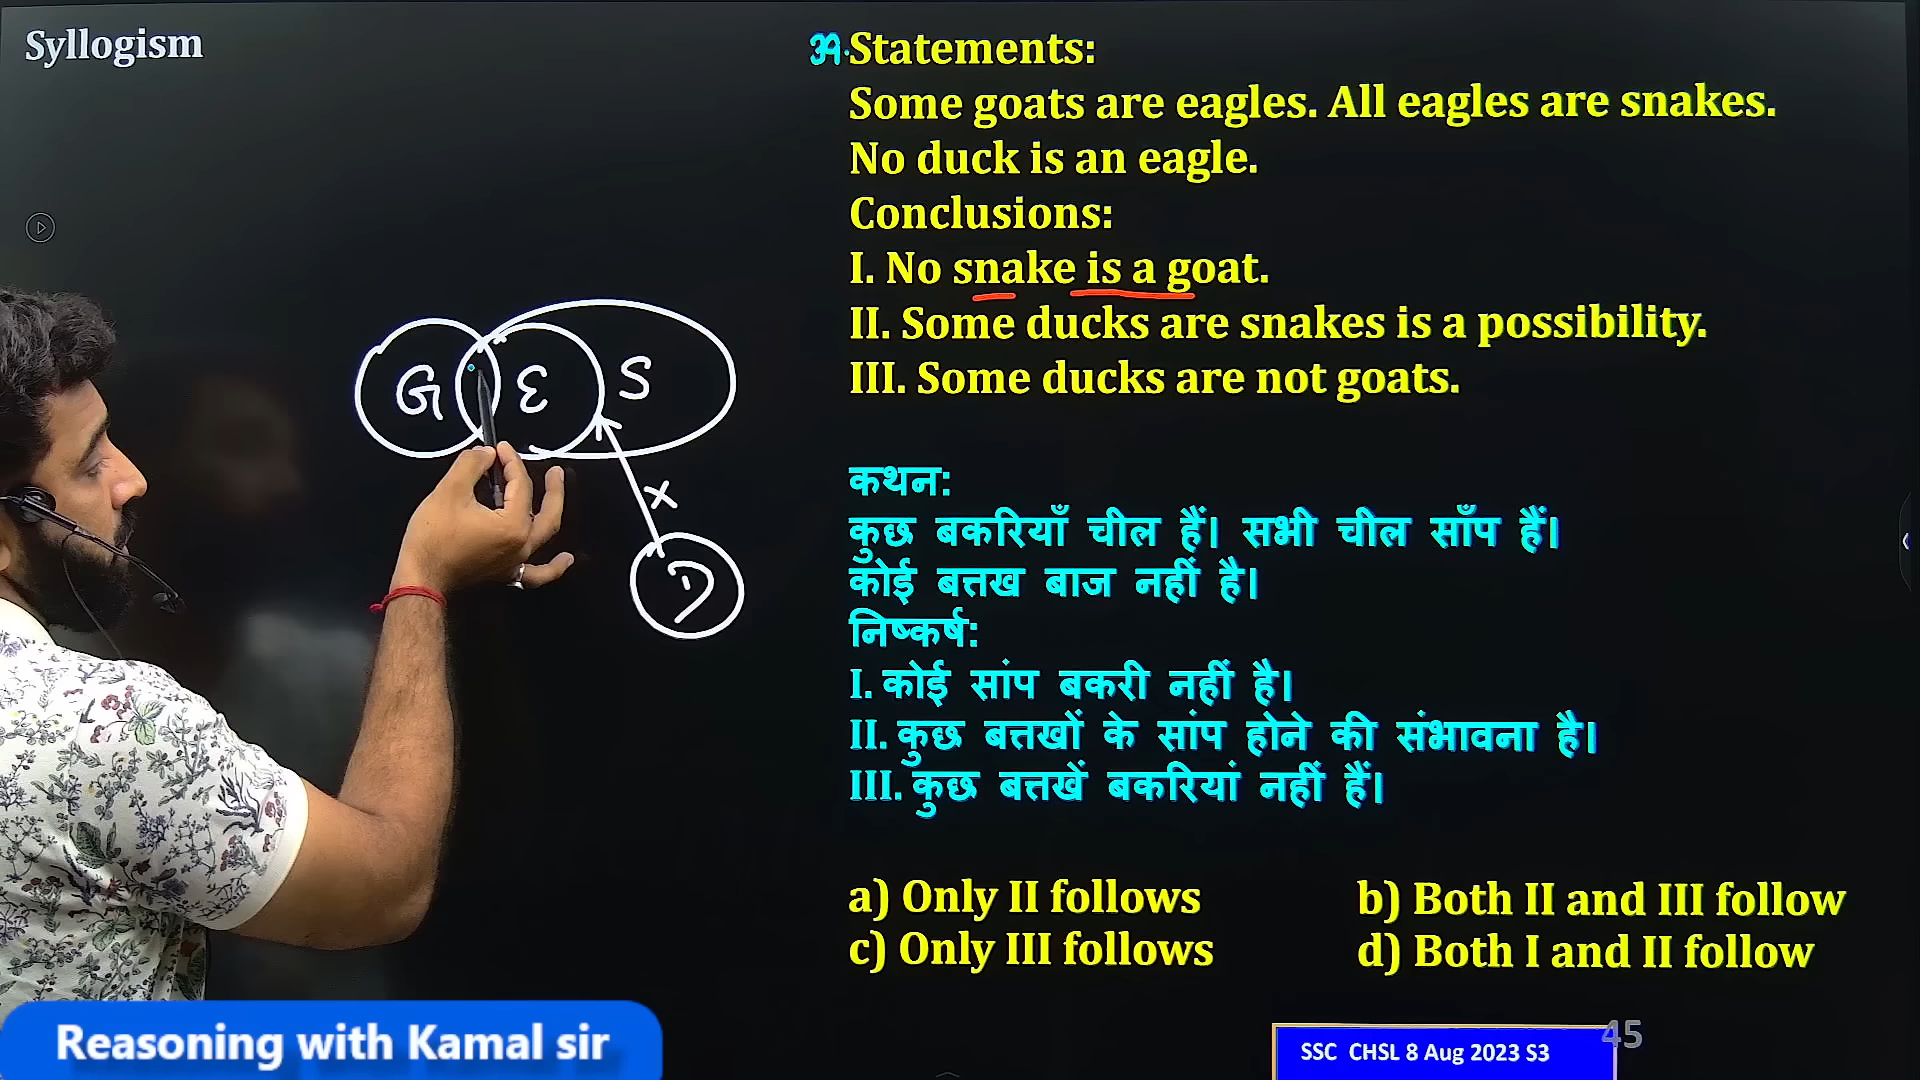 Syllogism
39. Statements:
Some goats are eagles. All eagles are snakes.
No duck is an eagle.
Conclusions:
I. No snake is a goat.
II. Some ducks are snakes is a possibility.
III. Some ducks are not goats.
G E S
x
D
कथन:
कुछ बकरियाँ चील हैं। सभी चील साँप हैं।
कोई बत्तख बाज नहीं है।
निष्कर्ष:
I. कोई सांप बकरी नहीं है।
II. कुछ बत्तखों के सांप होने की संभावना है।
III. कुछ बत्तखें बकरियां नहीं हैं।
a) Only II follows b) Both II and III follow
c) Only III follows d) Both I and II follow
Reasoning with Kamal sir
SSC CHSL 8 Aug 2023 S3
45